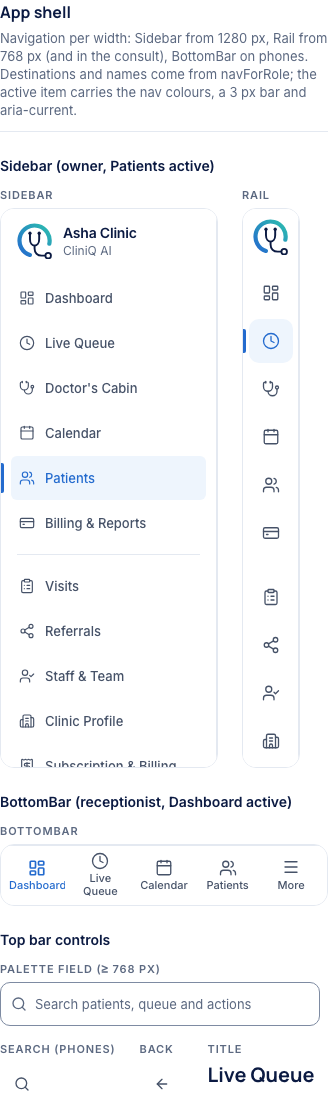 App shell
Navigation per width: Sidebar from 1280 px, Rail from
768 px (and in the consult), BottomBar on phones.
Destinations and names come from navForRole; the
active item carries the nav colours, a 3 px bar and
aria-current.
Sidebar (owner, Patients active)
SIDEBAR
RAIL
Asha Clinic
CliniQ AI
Dashboard
Live Queue
Doctor's Cabin
Calendar
Patients
Billing & Reports
Visits
Referrals
Staff & Team
Clinic Profile
Subscription & Billing
BottomBar (receptionist, Dashboard active)
BOTTOMBAR
Dashboard
Live
Queue
Calendar
Patients
More
Top bar controls
PALETTE FIELD (≥ 768 PX)
Search patients, queue and actions
SEARCH (PHONES)
BACK
TITLE
Live Queue